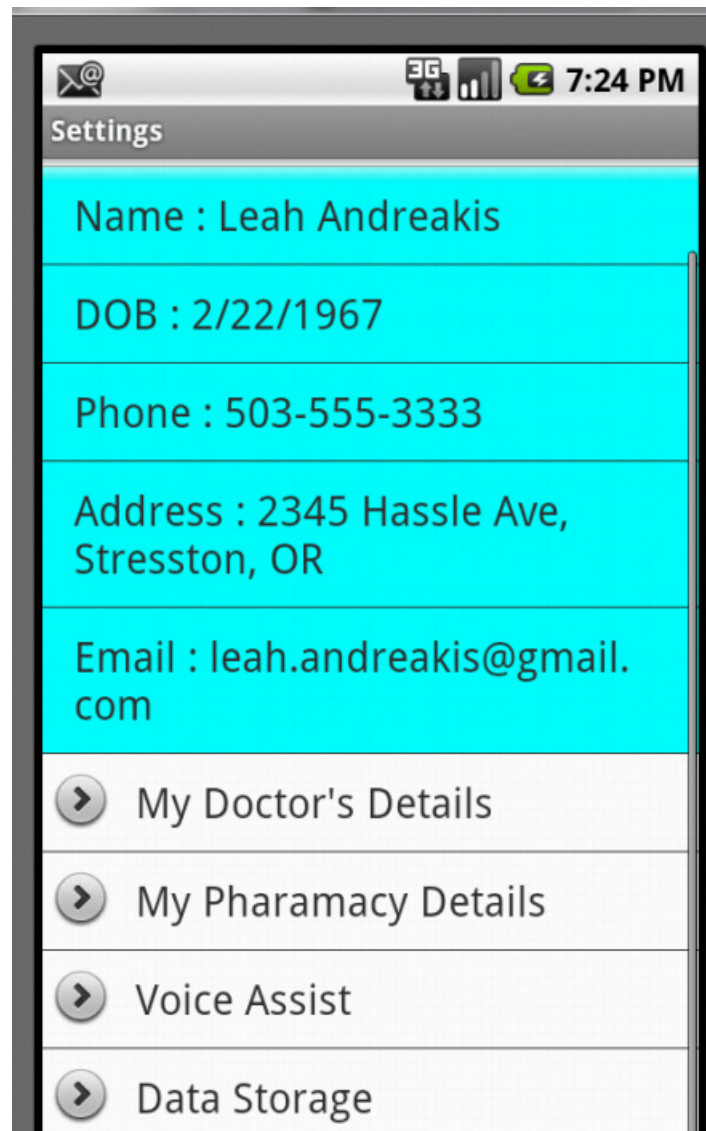 3G 7:24 PM
Settings
Name : Leah Andreakis
DOB : 2/22/1967
Phone : 503-555-3333
Address : 2345 Hassle Ave,
Stresston, OR
Email : leah.andreakis@gmail.
com
My Doctor's Details
My Pharamacy Details
Voice Assist
Data Storage